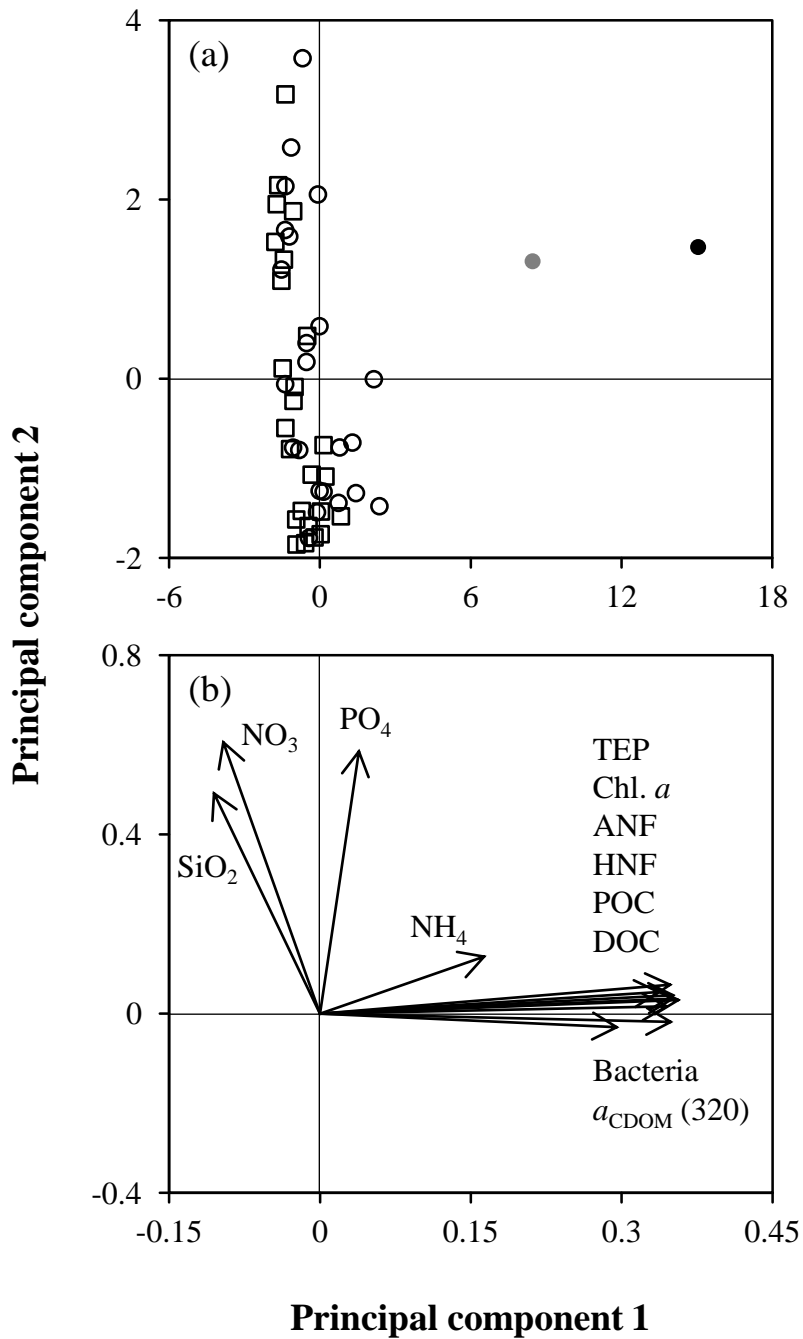 Principal component 2
(a)
4
2
0
-2
-6 0 6 12 18
(b)
0.8
0.4
0
-0.4
NO₃
PO₄
SiO₂
NH₄
TEP
Chl. a
ANF
HNF
POC
DOC
Bacteria
aCDOM (320)
-0.15 0 0.15 0.3 0.45
Principal component 1